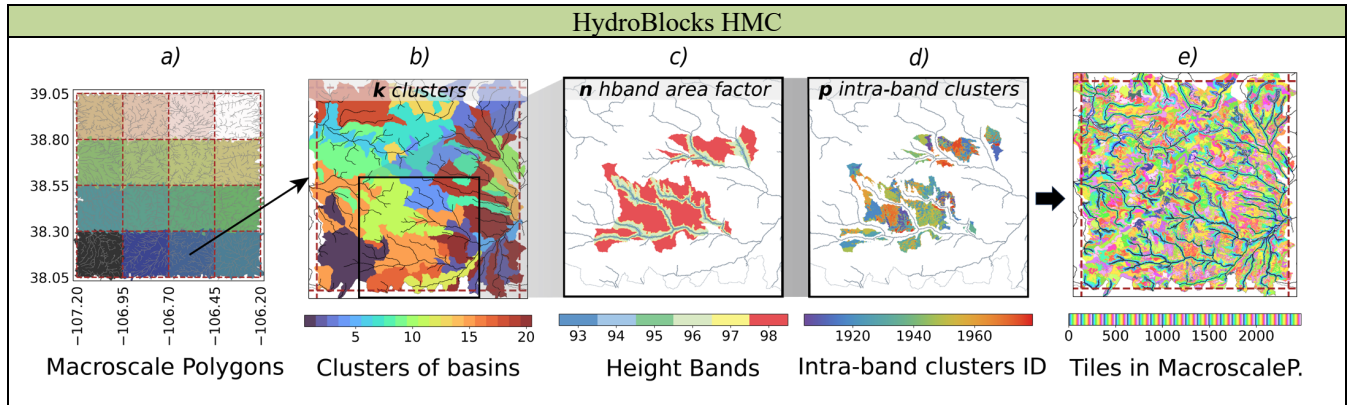 HydroBlocks HMC
a)
b)
c)
d)
e)
k clusters
n hband area factor
p intra-band clusters
39.05
38.80
38.55
38.30
38.05
−107.20
−106.95
−106.70
−106.45
−106.20
5 10 15 20
93 94 95 96 97 98
1920 1940 1960
0 500 1000 1500 2000
Macroscale Polygons
Clusters of basins
Height Bands
Intra-band clusters ID
Tiles in MacroscaleP.